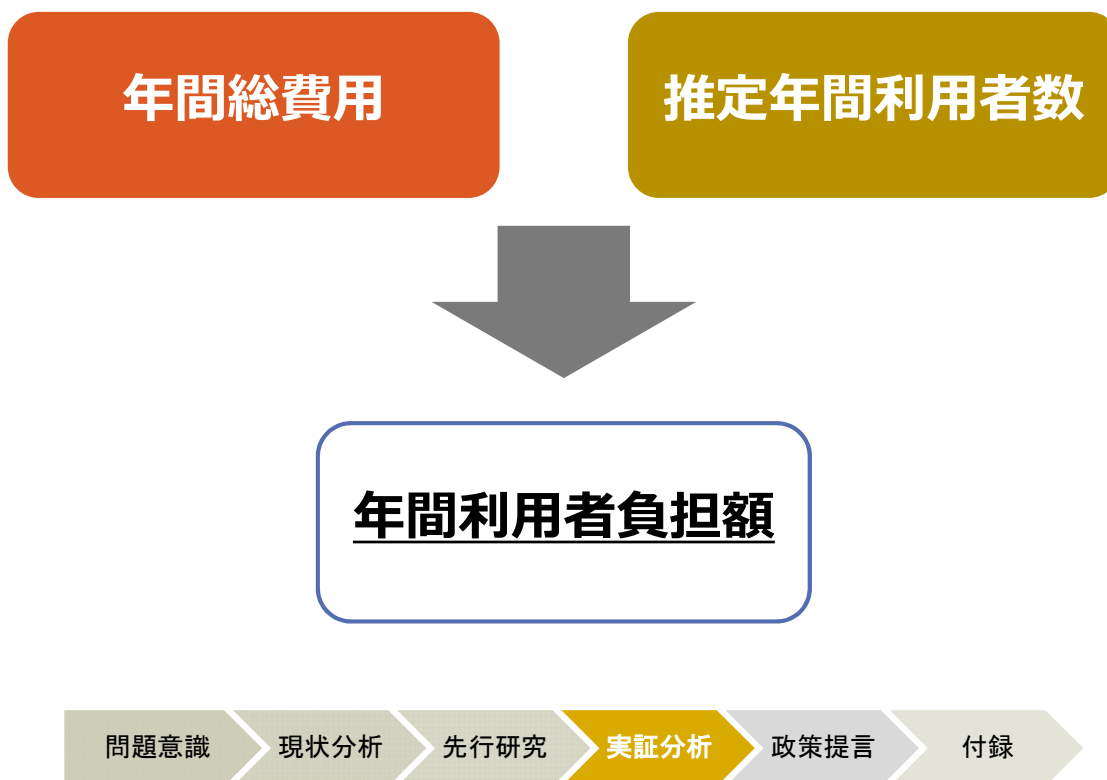 年間総費用
推定年間利用者数
年間利用者負担額
問題意識
現状分析
先行研究
実証分析
政策提言
付録